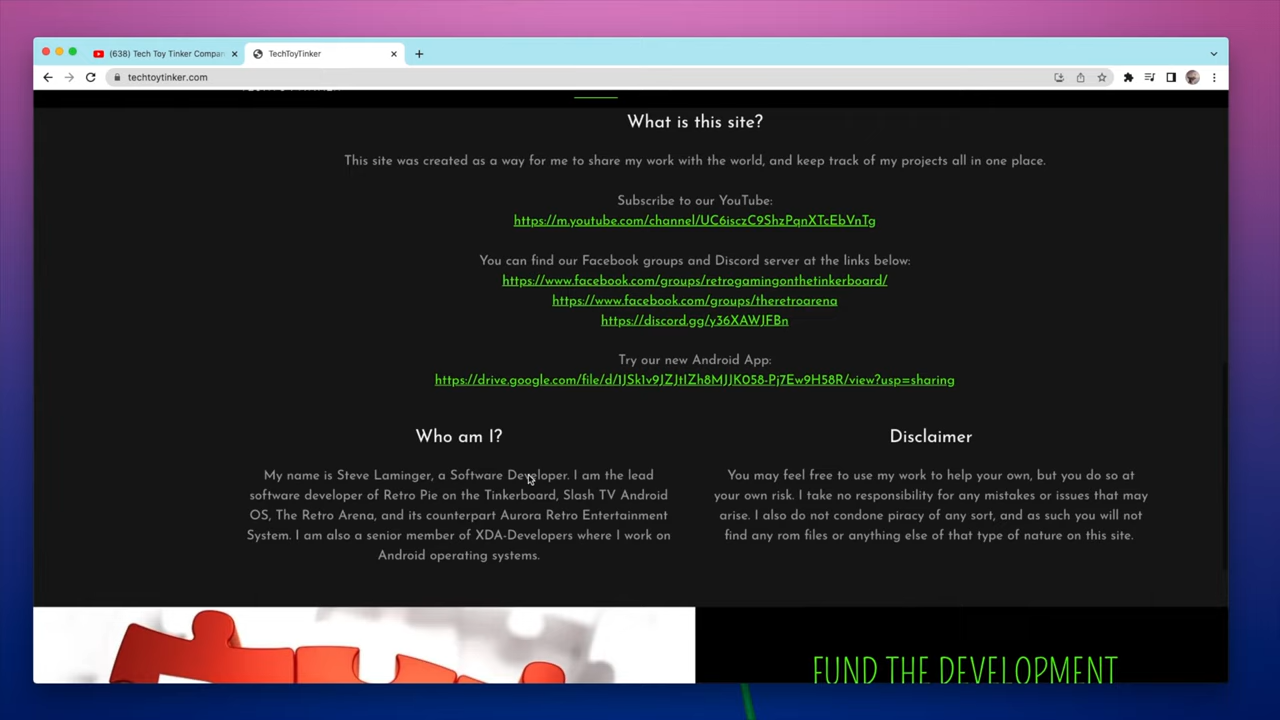 (638) Tech Toy Tinker Compan
TechToyTinker
techtoytinker.com
What is this site?
This site was created as a way for me to share my work with the world, and keep track of my projects all in one place.
Subscribe to our YouTube:
https://m.youtube.com/channel/UC6isczC9ShzPqnXTcEbVnTg
You can find our Facebook groups and Discord server at the links below:
https://www.facebook.com/groups/retrogamingonthetinkerboard/
https://www.facebook.com/groups/theretroarena
https://discord.gg/y36XAWJFBn
Try our new Android App:
https://drive.google.com/file/d/1JSk1v9JZJtIZh8MJJK058-Pj7Ew9H58R/view?usp=sharing
Who am I?
My name is Steve Laminger, a Software Developer. I am the lead
software developer of Retro Pie on the Tinkerboard, Slash TV Android
OS, The Retro Arena, and its counterpart Aurora Retro Entertainment
System. I am also a senior member of XDA-Developers where I work on
Android operating systems.
Disclaimer
You may feel free to use my work to help your own, but you do so at
your own risk. I take no responsibility for any mistakes or issues that may
arise. I also do not condone piracy of any sort, and as such you will not
find any rom files or anything else of that type of nature on this site.
FUND THE DEVELOPMENT